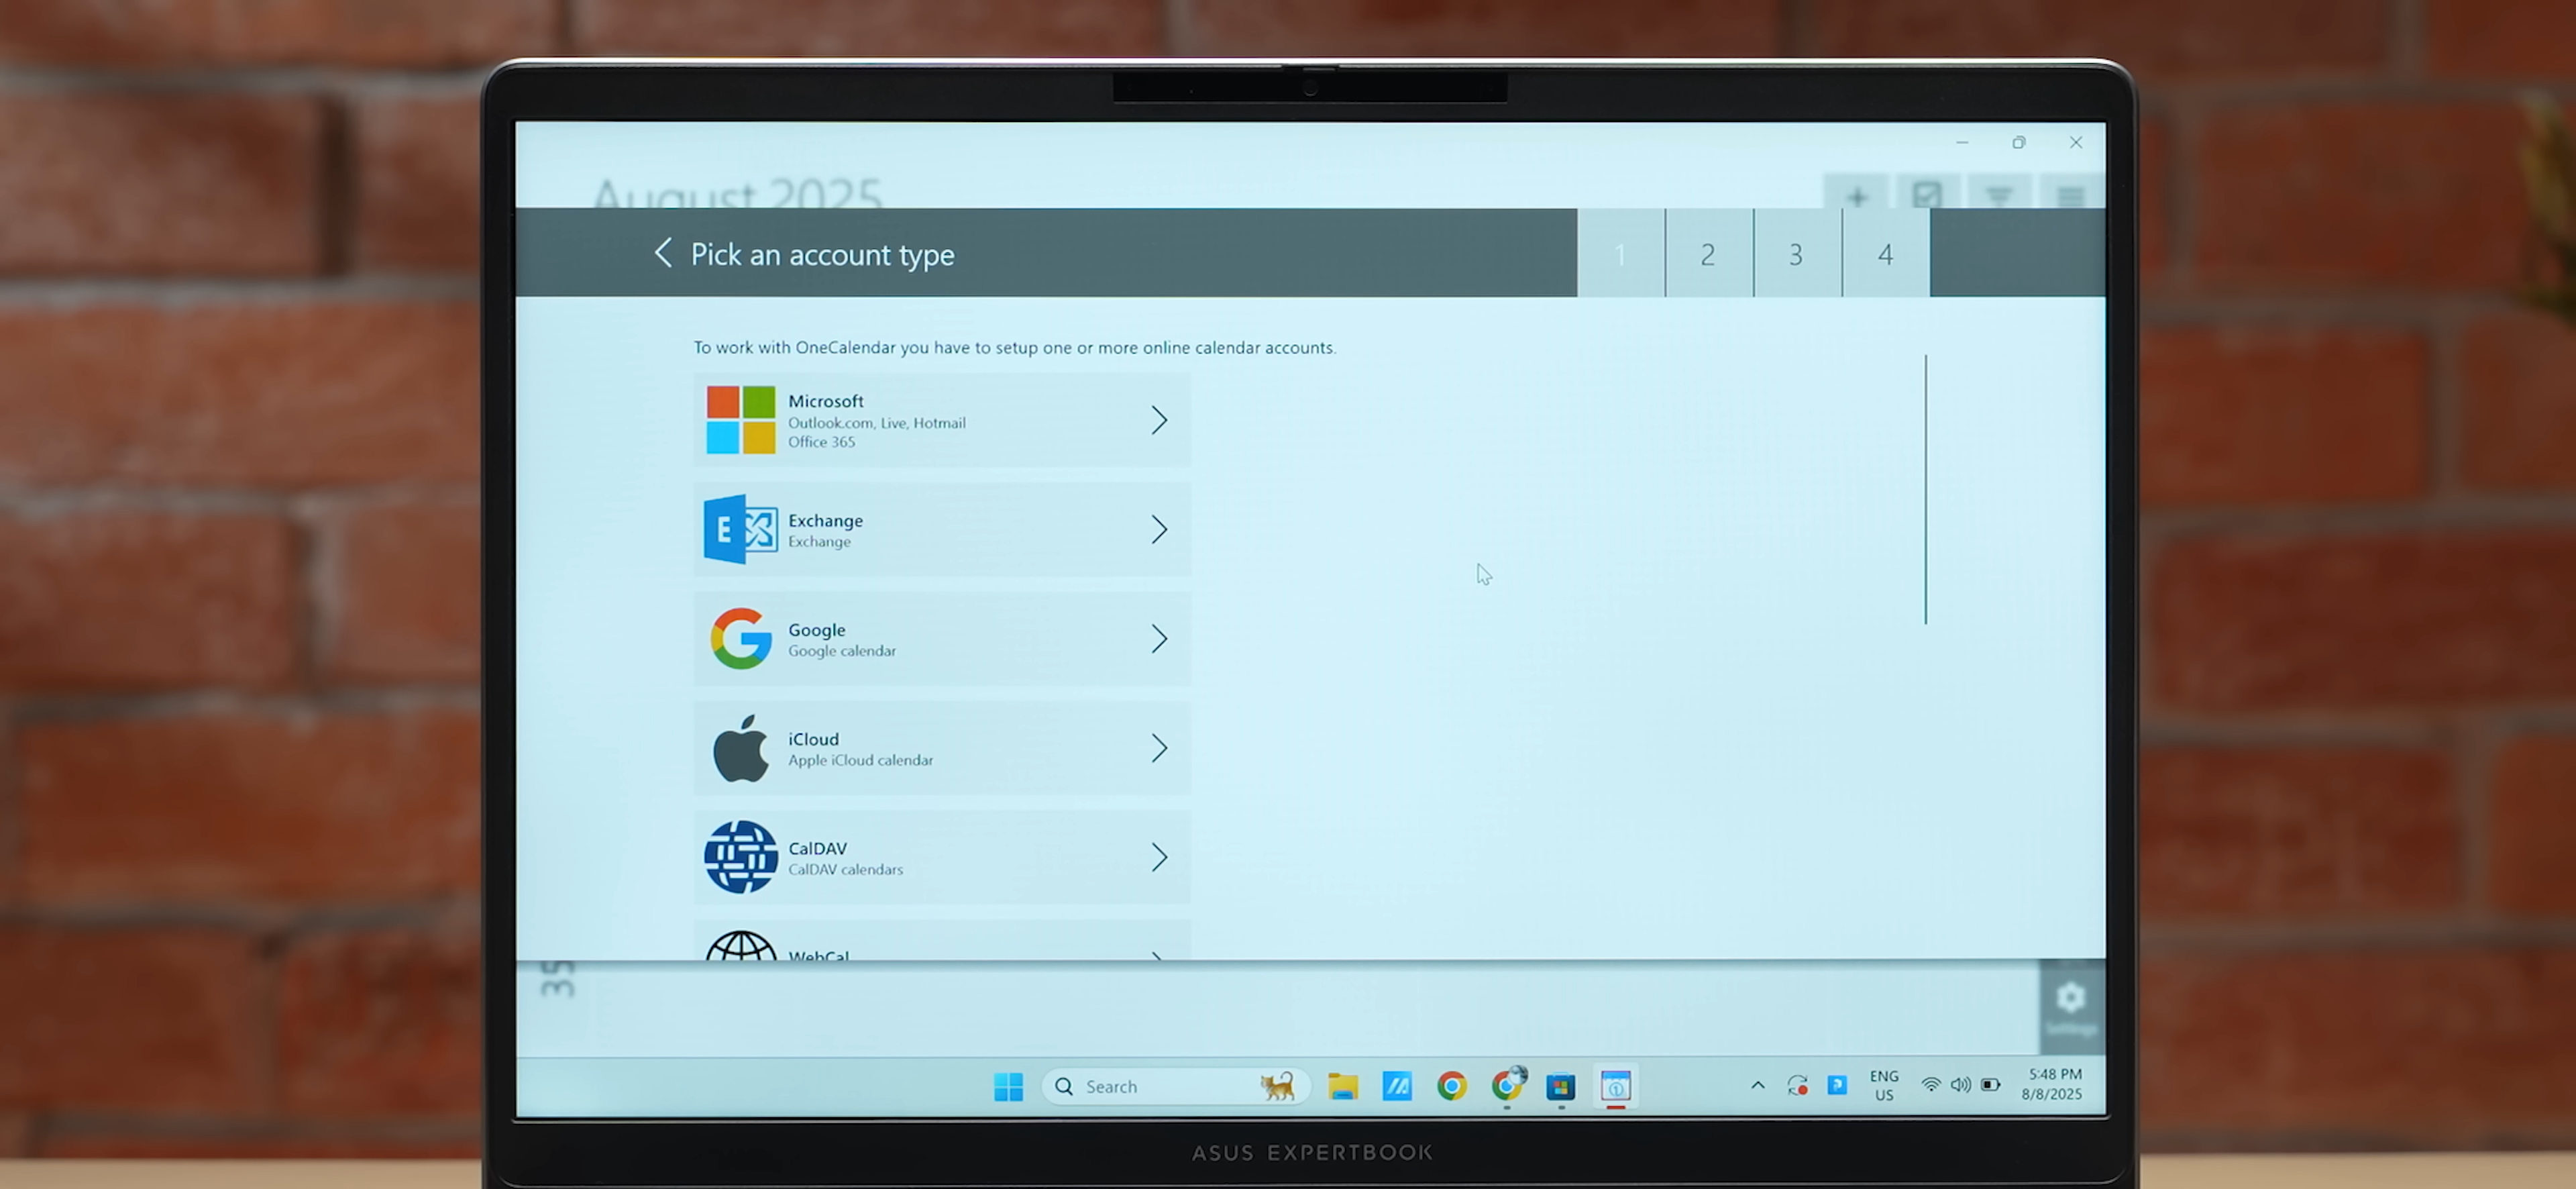 August 2025
Pick an account type
1 2 3 4
To work with OneCalendar you have to setup one or more online calendar accounts.
Microsoft
Outlook.com, Live, Hotmail
Office 365
E
Exchange
Exchange
Google
Google calendar
iCloud
Apple iCloud calendar
CalDAV
CalDAV calendars
WebCal
35
Settings
Search
ENG
US
5:48 PM
8/8/2025
ASUS EXPERTBOOK